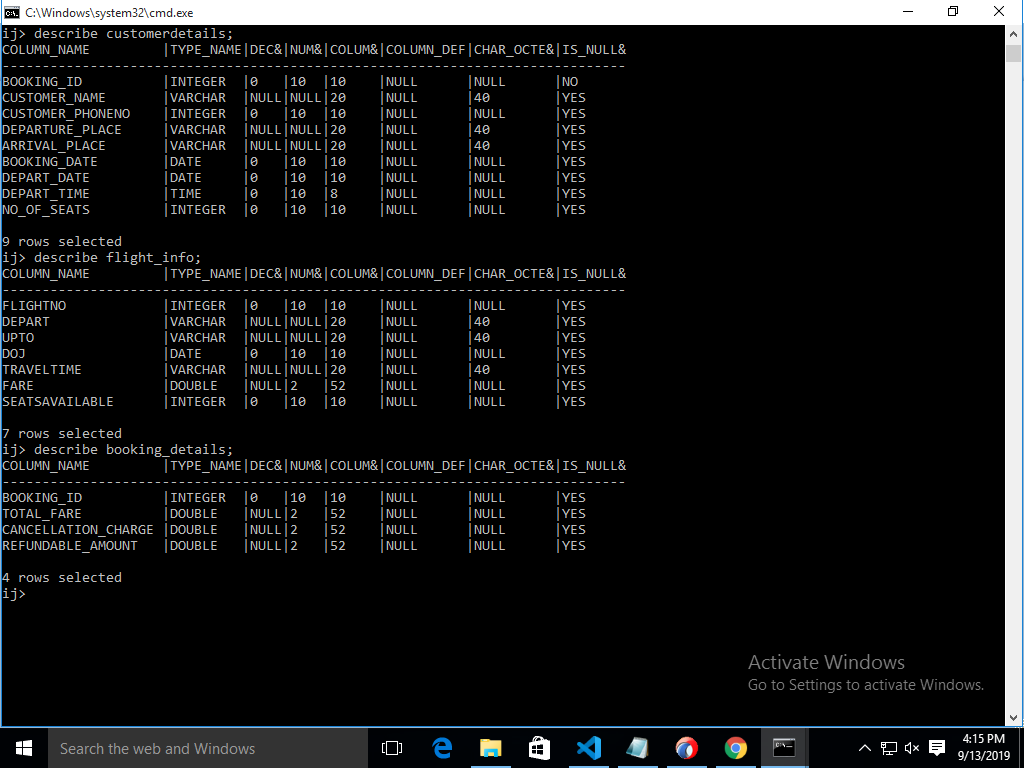 C:\Windows\system32\cmd.exe
ij> describe customerdetails;
COLUMN_NAME         |TYPE_NAME|DEC&|NUM&|COLUM&|COLUMN_DEF|CHAR_OCTE&|IS_NULL&
------------------------------------------------------------------------------
BOOKING_ID          |INTEGER  |0   |10  |10    |NULL      |NULL      |NO
CUSTOMER_NAME       |VARCHAR  |NULL|NULL|20    |NULL      |40        |YES
CUSTOMER_PHONENO    |INTEGER  |0   |10  |10    |NULL      |NULL      |YES
DEPARTURE_PLACE     |VARCHAR  |NULL|NULL|20    |NULL      |40        |YES
ARRIVAL_PLACE       |VARCHAR  |NULL|NULL|20    |NULL      |40        |YES
BOOKING_DATE        |DATE     |0   |10  |10    |NULL      |NULL      |YES
DEPART_DATE         |DATE     |0   |10  |10    |NULL      |NULL      |YES
DEPART_TIME         |TIME     |0   |10  |8     |NULL      |NULL      |YES
NO_OF_SEATS         |INTEGER  |0   |10  |10    |NULL      |NULL      |YES
9 rows selected
ij> describe flight_info;
COLUMN_NAME         |TYPE_NAME|DEC&|NUM&|COLUM&|COLUMN_DEF|CHAR_OCTE&|IS_NULL&
------------------------------------------------------------------------------
FLIGHTNO            |INTEGER  |0   |10  |10    |NULL      |NULL      |YES
DEPART              |VARCHAR  |NULL|NULL|20    |NULL      |40        |YES
UPTO                |VARCHAR  |NULL|NULL|20    |NULL      |40        |YES
DOJ                 |DATE     |0   |10  |10    |NULL      |NULL      |YES
TRAVELTIME          |VARCHAR  |NULL|NULL|20    |NULL      |40        |YES
FARE                |DOUBLE   |NULL|2   |52    |NULL      |NULL      |YES
SEATSAVAILABLE      |INTEGER  |0   |10  |10    |NULL      |NULL      |YES
7 rows selected
ij> describe booking_details;
COLUMN_NAME         |TYPE_NAME|DEC&|NUM&|COLUM&|COLUMN_DEF|CHAR_OCTE&|IS_NULL&
------------------------------------------------------------------------------
BOOKING_ID          |INTEGER  |0   |10  |10    |NULL      |NULL      |YES
TOTAL_FARE          |DOUBLE   |NULL|2   |52    |NULL      |NULL      |YES
CANCELLATION_CHARGE |DOUBLE   |NULL|2   |52    |NULL      |NULL      |YES
REFUNDABLE_AMOUNT   |DOUBLE   |NULL|2   |52    |NULL      |NULL      |YES
4 rows selected
ij>
Activate Windows
Go to Settings to activate Windows.
Search the web and Windows
4:15 PM
9/13/2019